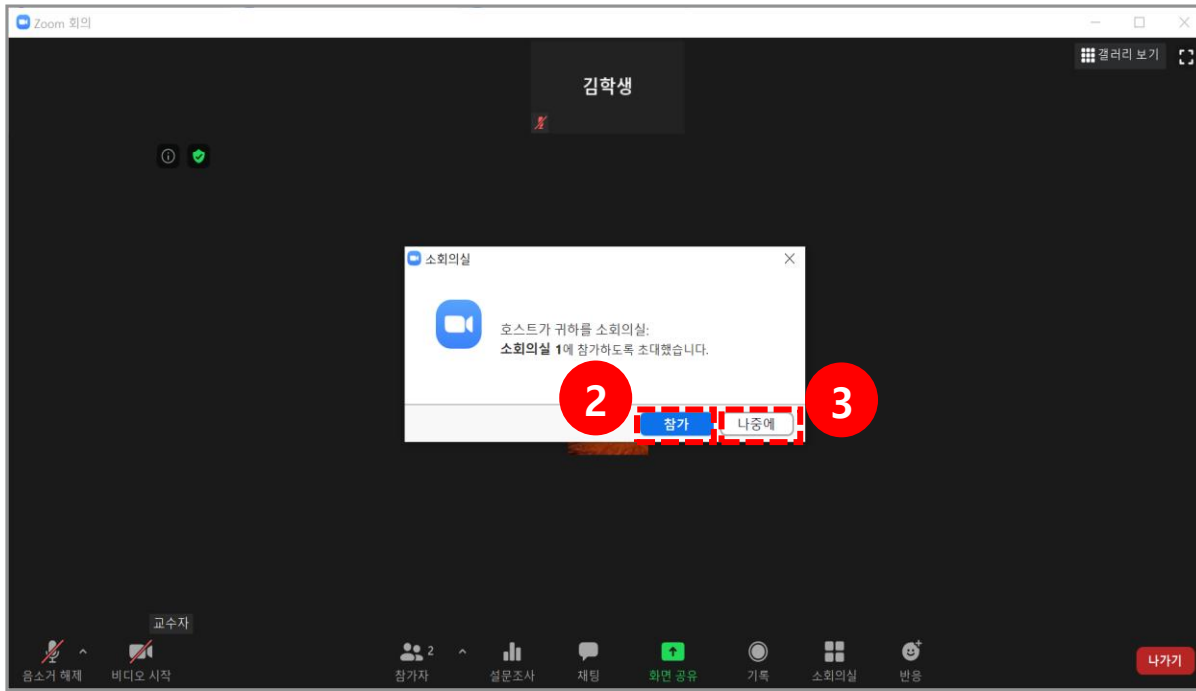 Zoom 회의
갤러리 보기
김학생
소회의실
호스트가 귀하를 소회의실:
소회의실 1에 참가하도록 초대했습니다.
2
참가
나중에
3
교수자
음소거 해제
비디오 시작
2
참가자
설문조사
채팅
화면 공유
기록
소회의실
반응
나가기